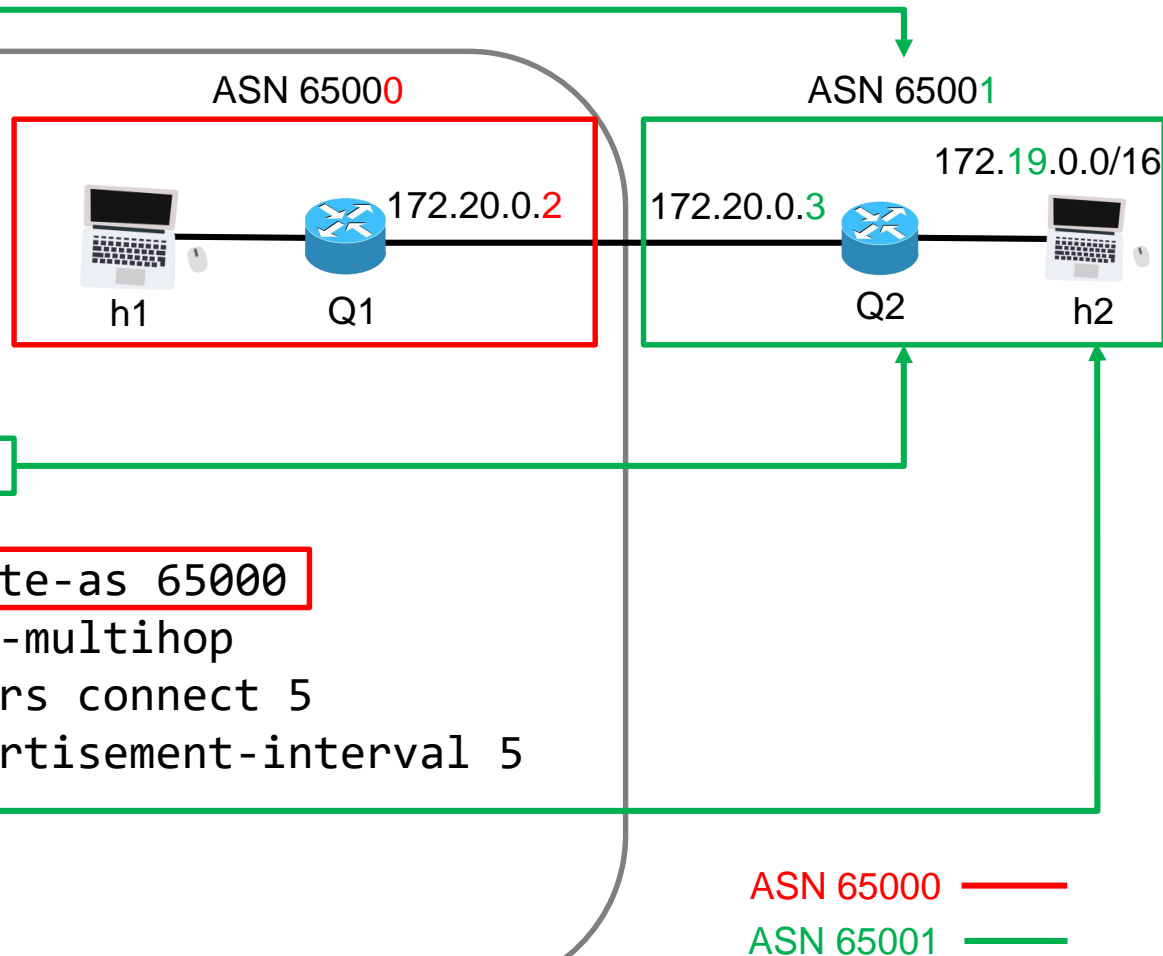 ASN 65000
ASN 65001
172.19.0.0/16
172.20.0.2
172.20.0.3
h1
Q1
Q2
h2
te-as 65000
-multihop
rs connect 5
rtisement-interval 5
ASN 65000
ASN 65001